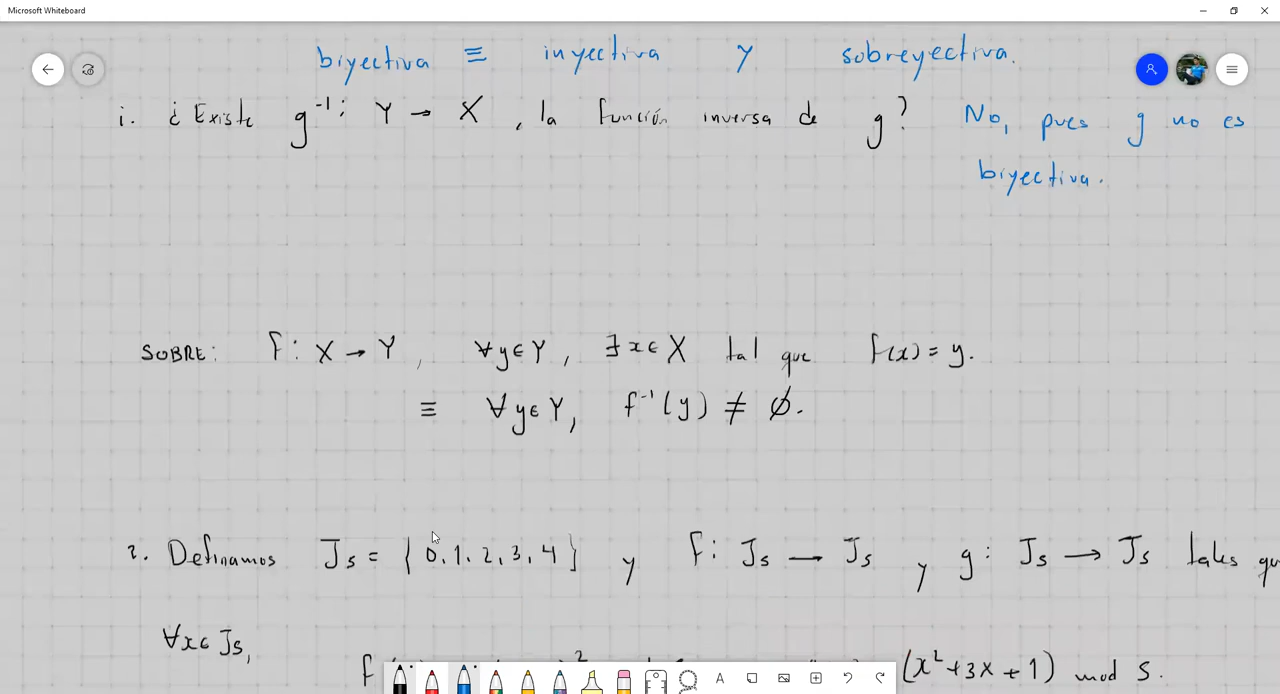 Microsoft Whiteboard
biyectiva ≡ inyectiva y sobreyectiva.
i. ¿Existe g⁻¹: Y → X, la función inversa de g? No, pues g no es
biyectiva.
SOBRE: f: X → Y, ∀y∈Y, ∃x∈X tal que f(x) = y.
≡ ∀y∈Y, f⁻¹(y) ≠ ∅.
2. Definamos J₅ = {0,1,2,3,4} y f: J₅ → J₅ y g: J₅ → J₅ tales que
∀x∈J₅,
f (x²+3x+1) mod 5.